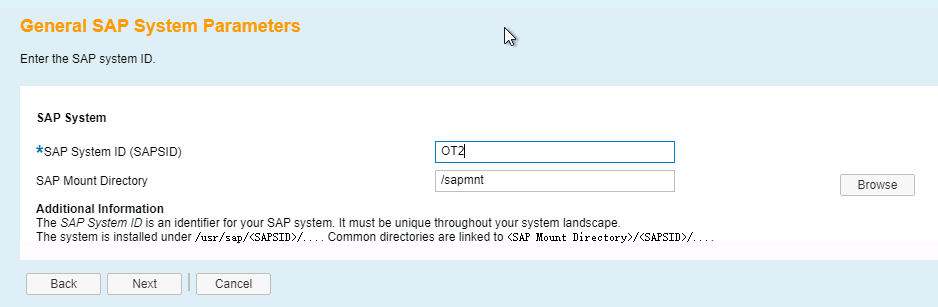 General SAP System Parameters
Enter the SAP system ID.
SAP System
*SAP System ID (SAPSID) OT2
SAP Mount Directory /sapmnt Browse
Additional Information
The SAP System ID is an identifier for your SAP system. It must be unique throughout your system landscape.
The system is installed under /usr/sap/<SAPSID>/.... Common directories are linked to <SAP Mount Directory>/<SAPSID>/....
Back Next | Cancel